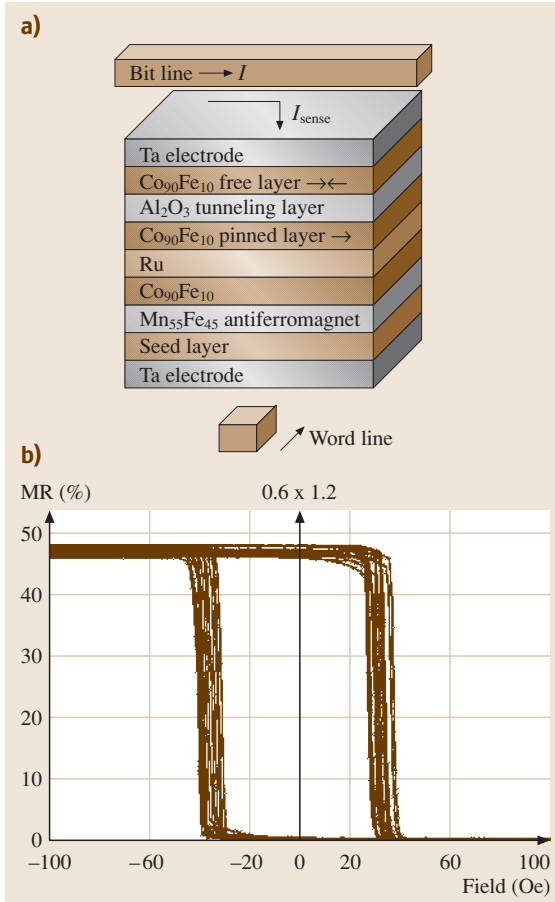 a)
Bit line → I
I_sense
Ta electrode
Co₉₀Fe₁₀ free layer →←
Al₂O₃ tunneling layer
Co₉₀Fe₁₀ pinned layer →
Ru
Co₉₀Fe₁₀
Mn₅₅Fe₄₅ antiferromagnet
Seed layer
Ta electrode
Word line
b)
MR (%) 0.6 x 1.2
50
40
30
20
10
0
−100 −60 −20 0 20 60 100
Field (Oe)